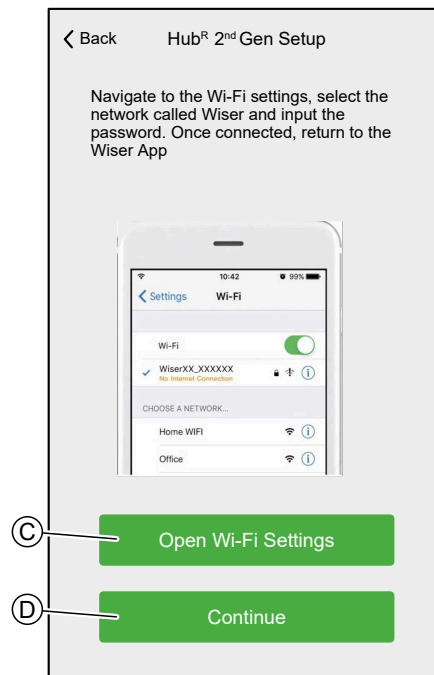 Back Hubᴿ 2ⁿᵈ Gen Setup
Navigate to the Wi-Fi settings, select the
network called Wiser and input the
password. Once connected, return to the
Wiser App
10:42 99%
Settings Wi-Fi
Wi-Fi
WiserXX_XXXXXX
No Internet Connection
CHOOSE A NETWORK...
Home WIFI
Office
C Open Wi-Fi Settings
D Continue